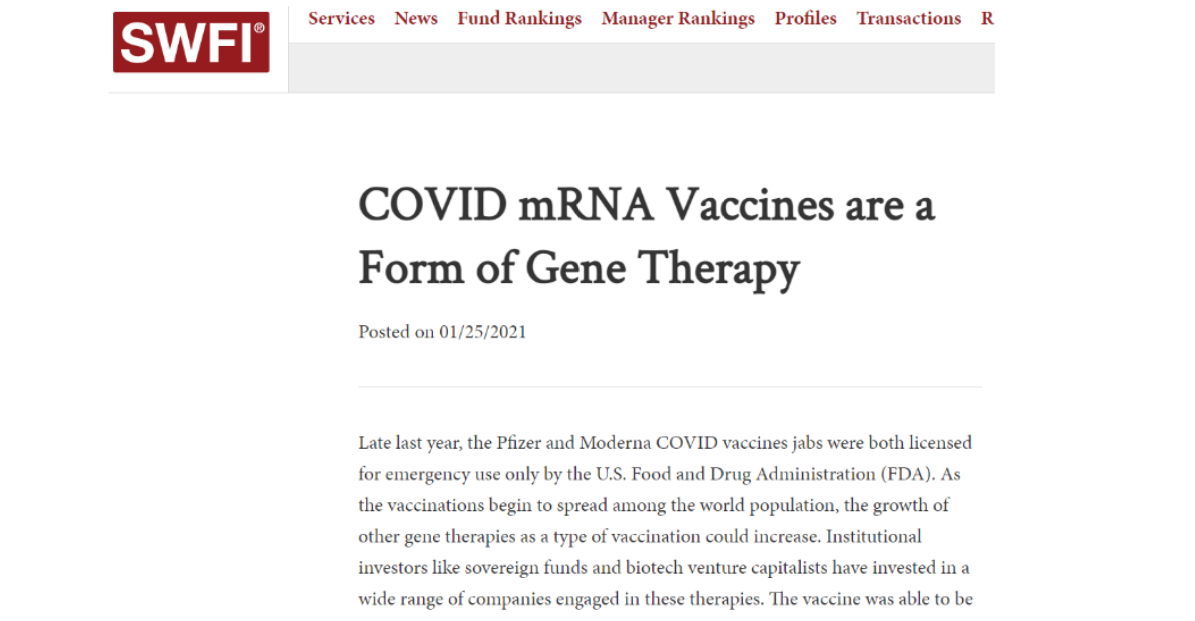 SWFI®
Services News Fund Rankings Manager Rankings Profiles Transactions R
COVID mRNA Vaccines are a
Form of Gene Therapy
Posted on 01/25/2021
Late last year, the Pfizer and Moderna COVID vaccines jabs were both licensed
for emergency use only by the U.S. Food and Drug Administration (FDA). As
the vaccinations begin to spread among the world population, the growth of
other gene therapies as a type of vaccination could increase. Institutional
investors like sovereign funds and biotech venture capitalists have invested in a
wide range of companies engaged in these therapies. The vaccine was able to be